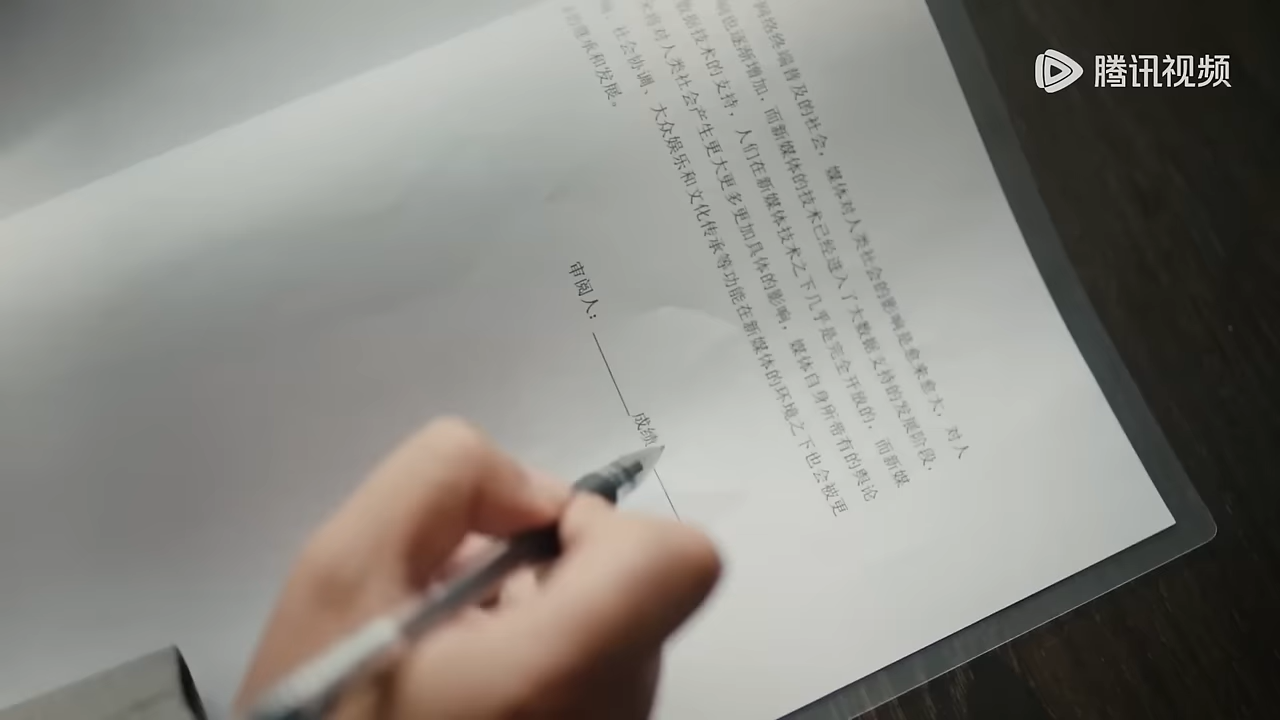 腾讯视频
网络终端普及的社会，媒体对人类社会的影响是愈来愈大，对人
也逐渐增加，而新媒体的技术已经进入了大数据支持的发展阶段，
数据技术的支持，人们在新媒体技术之下几乎是完全开放的，而新媒
将对人类社会产生更大更多更加具体的影响，媒体自身所带有的舆论
、社会协调、大众娱乐和文化传承等功能在新媒体的环境之下也会被更
继承和发展。
审阅人：
成绩